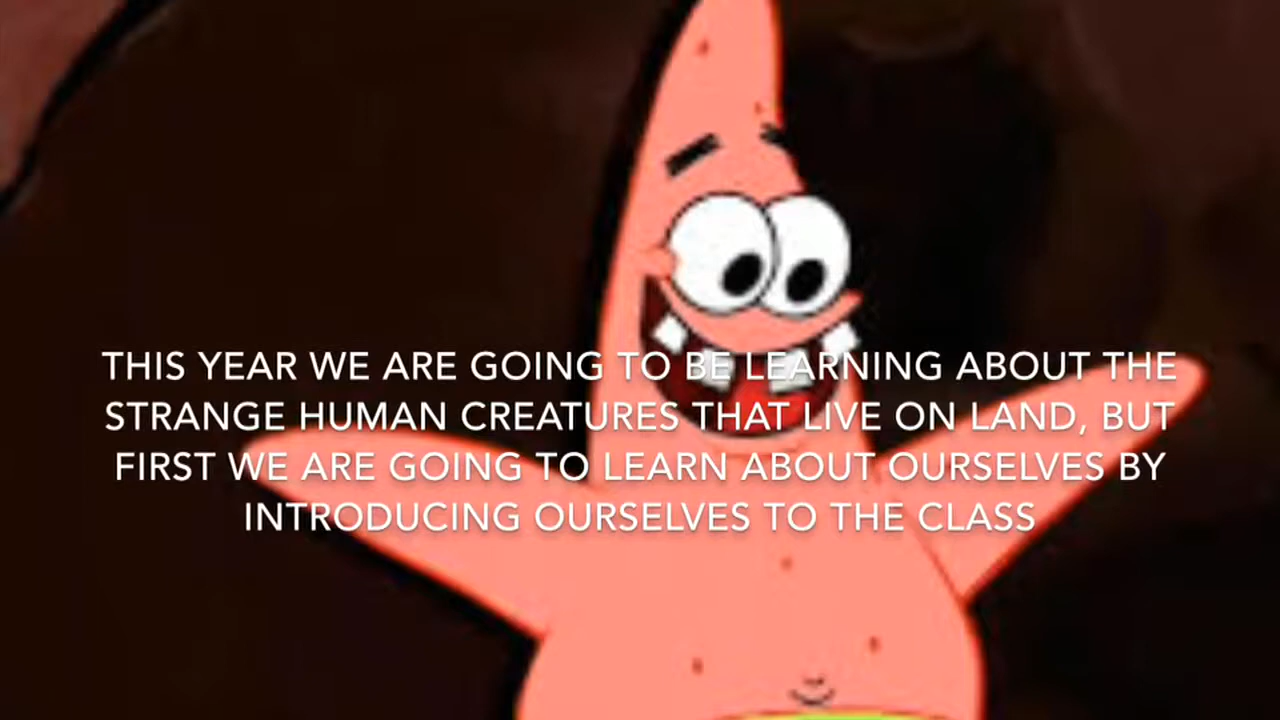 THIS YEAR WE ARE GOING TO BE LEARNING ABOUT THE
STRANGE HUMAN CREATURES THAT LIVE ON LAND, BUT
FIRST WE ARE GOING TO LEARN ABOUT OURSELVES BY
INTRODUCING OURSELVES TO THE CLASS